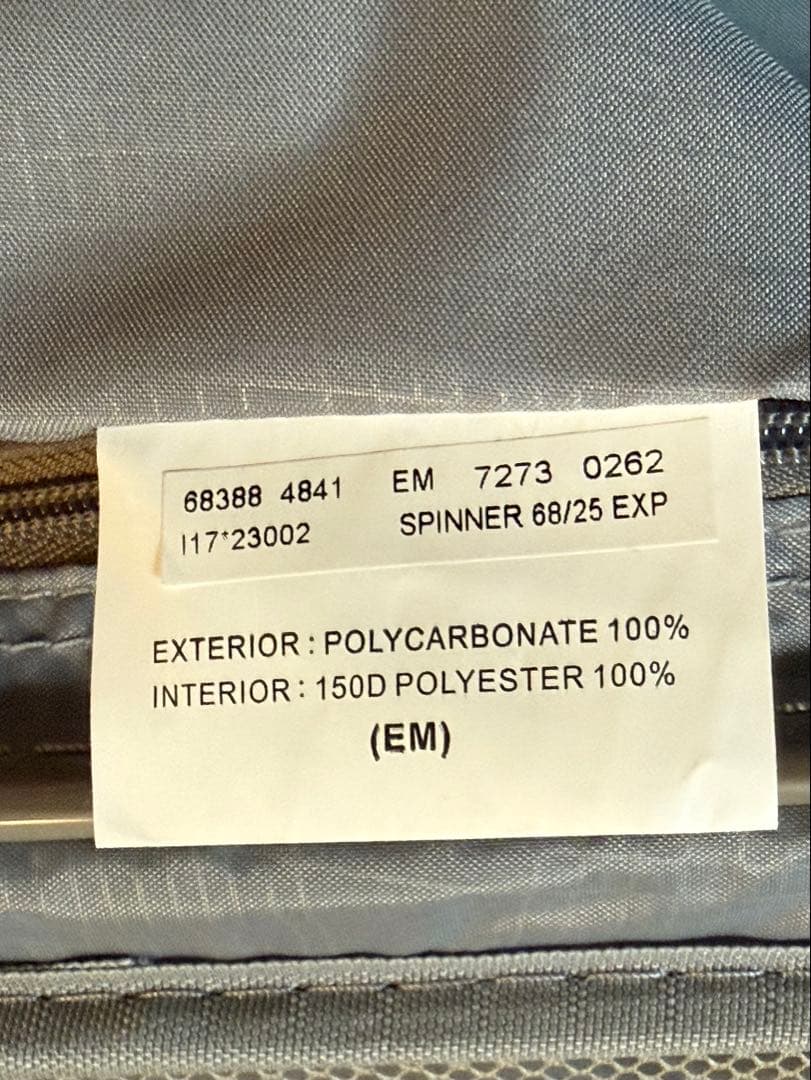 68388 4841 EM 7273 0262
I17*23002 SPINNER 68/25 EXP
EXTERIOR : POLYCARBONATE 100%
INTERIOR : 150D POLYESTER 100%
(EM)